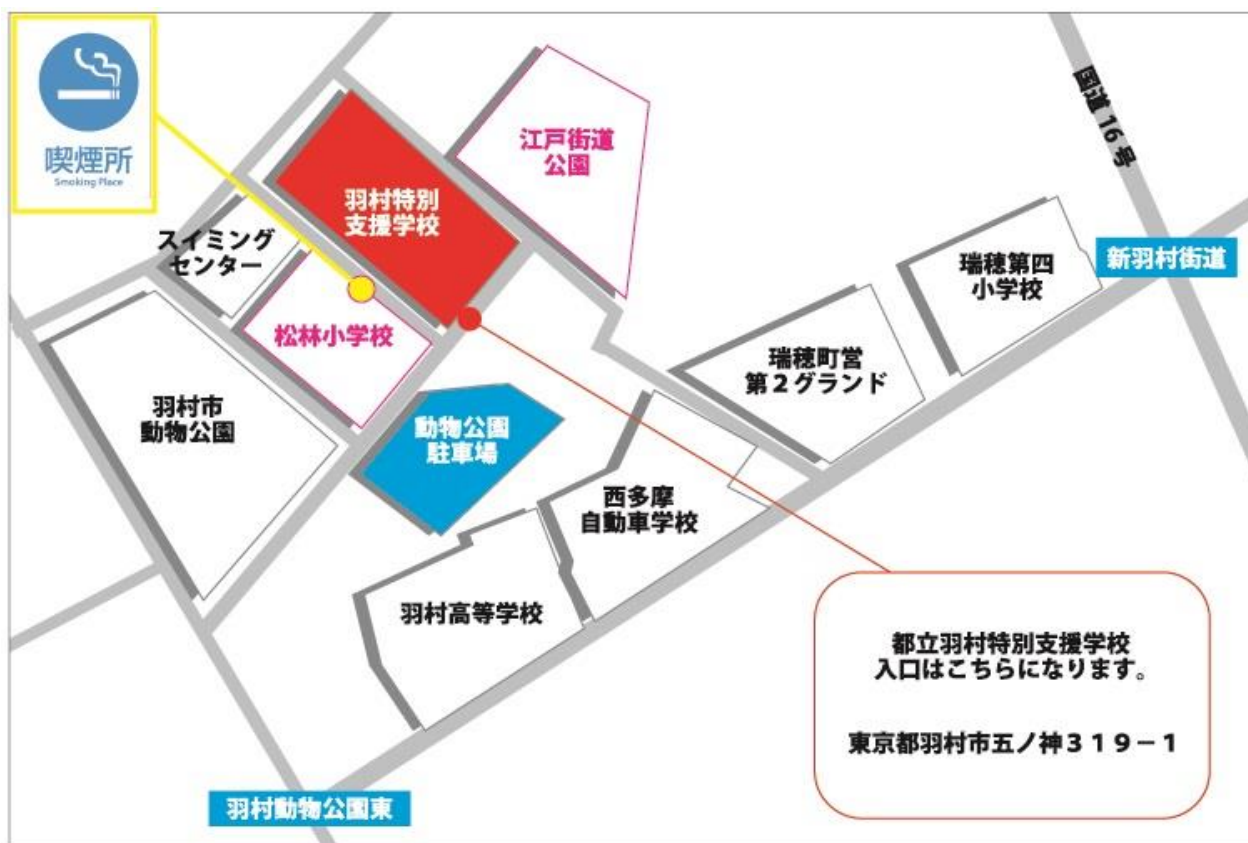 喫煙所
Smoking Place
国道16号
江戸街道
公園
羽村特別
支援学校
スイミング
センター
新羽村街道
瑞穂第四
小学校
松林小学校
瑞穂町営
第２グランド
羽村市
動物公園
動物公園
駐車場
西多摩
自動車学校
羽村高等学校
都立羽村特別支援学校
入口はこちらになります。
東京都羽村市五ノ神３１９－１
羽村動物公園東